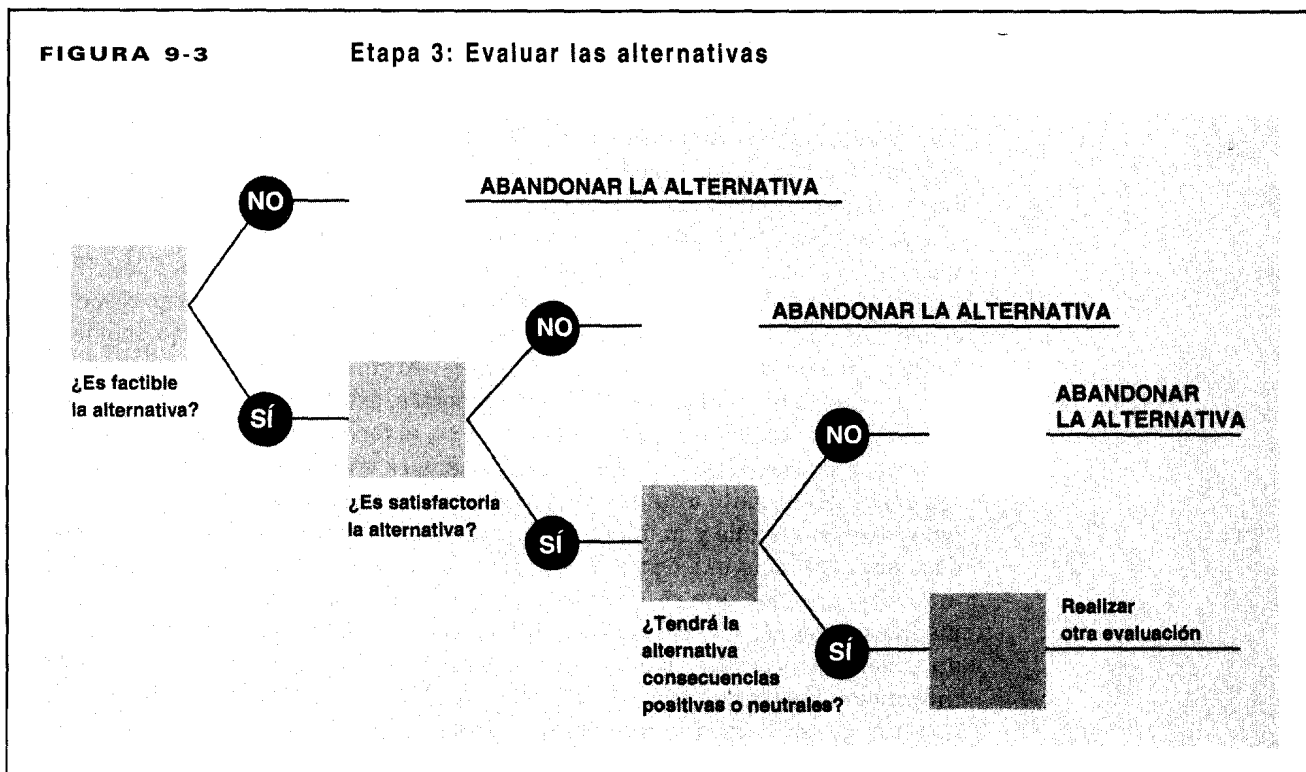 FIGURA 9-3 Etapa 3: Evaluar las alternativas
NO
ABANDONAR LA ALTERNATIVA
¿Es factible
la alternativa?
SÍ
NO
ABANDONAR LA ALTERNATIVA
¿Es satisfactoria
la alternativa?
SÍ
NO
ABANDONAR
LA ALTERNATIVA
¿Tendrá la
alternativa
consecuencias
positivas o neutrales?
SÍ
Realizar
otra evaluación